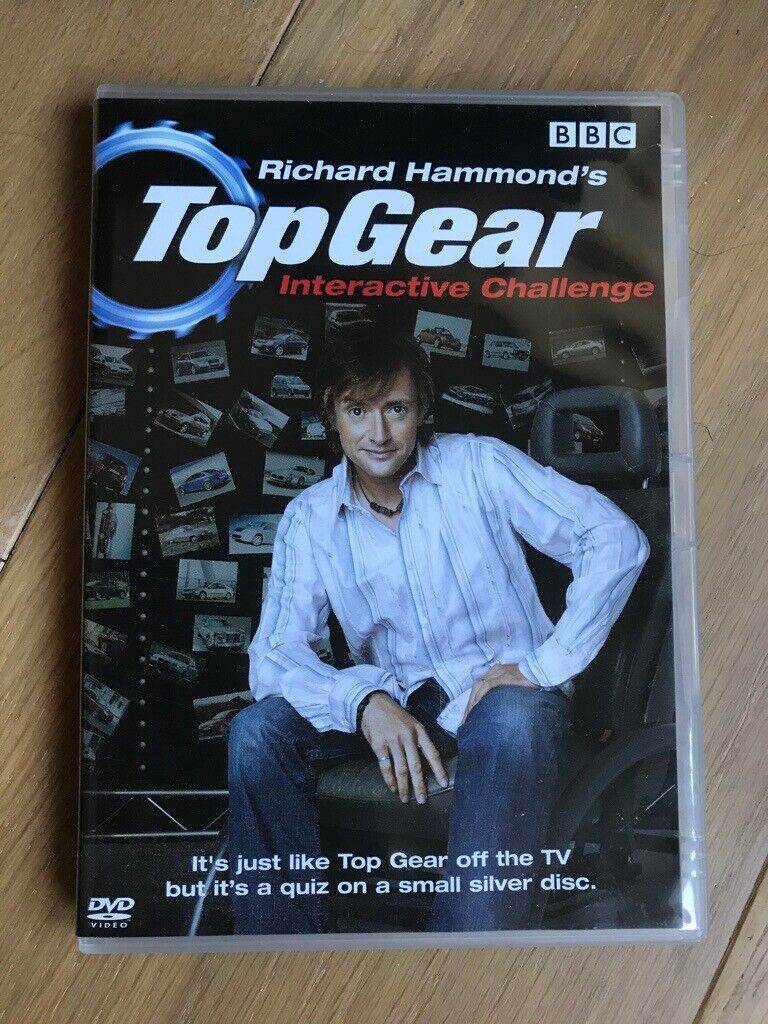 BBC
Richard Hammond's
TopGear
Interactive Challenge
It's just like Top Gear off the TV
but it's a quiz on a small silver disc.
DVD
VIDEO